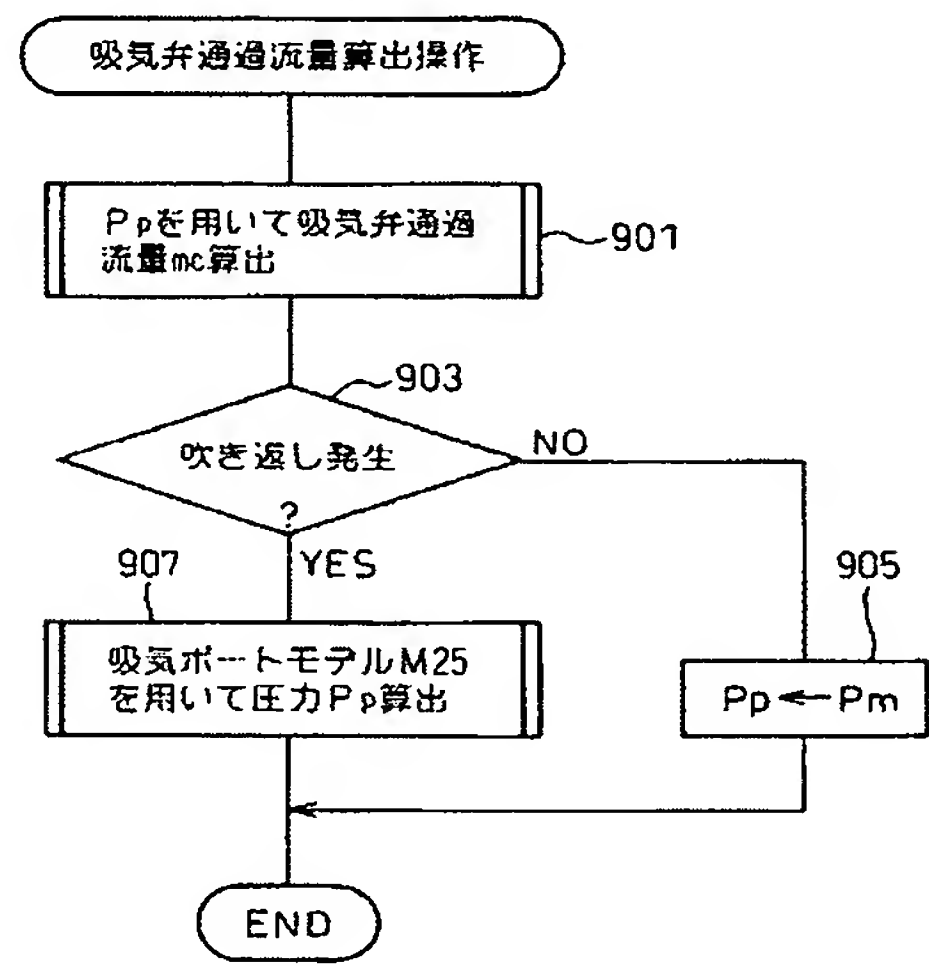 吸気弁通過流量算出操作
Ppを用いて吸気弁通過
流量mc算出
901
903
吹き返し発生
?
NO
YES
907
905
吸気ポートモデルM25
を用いて圧力Pp算出
Pp←Pm
END